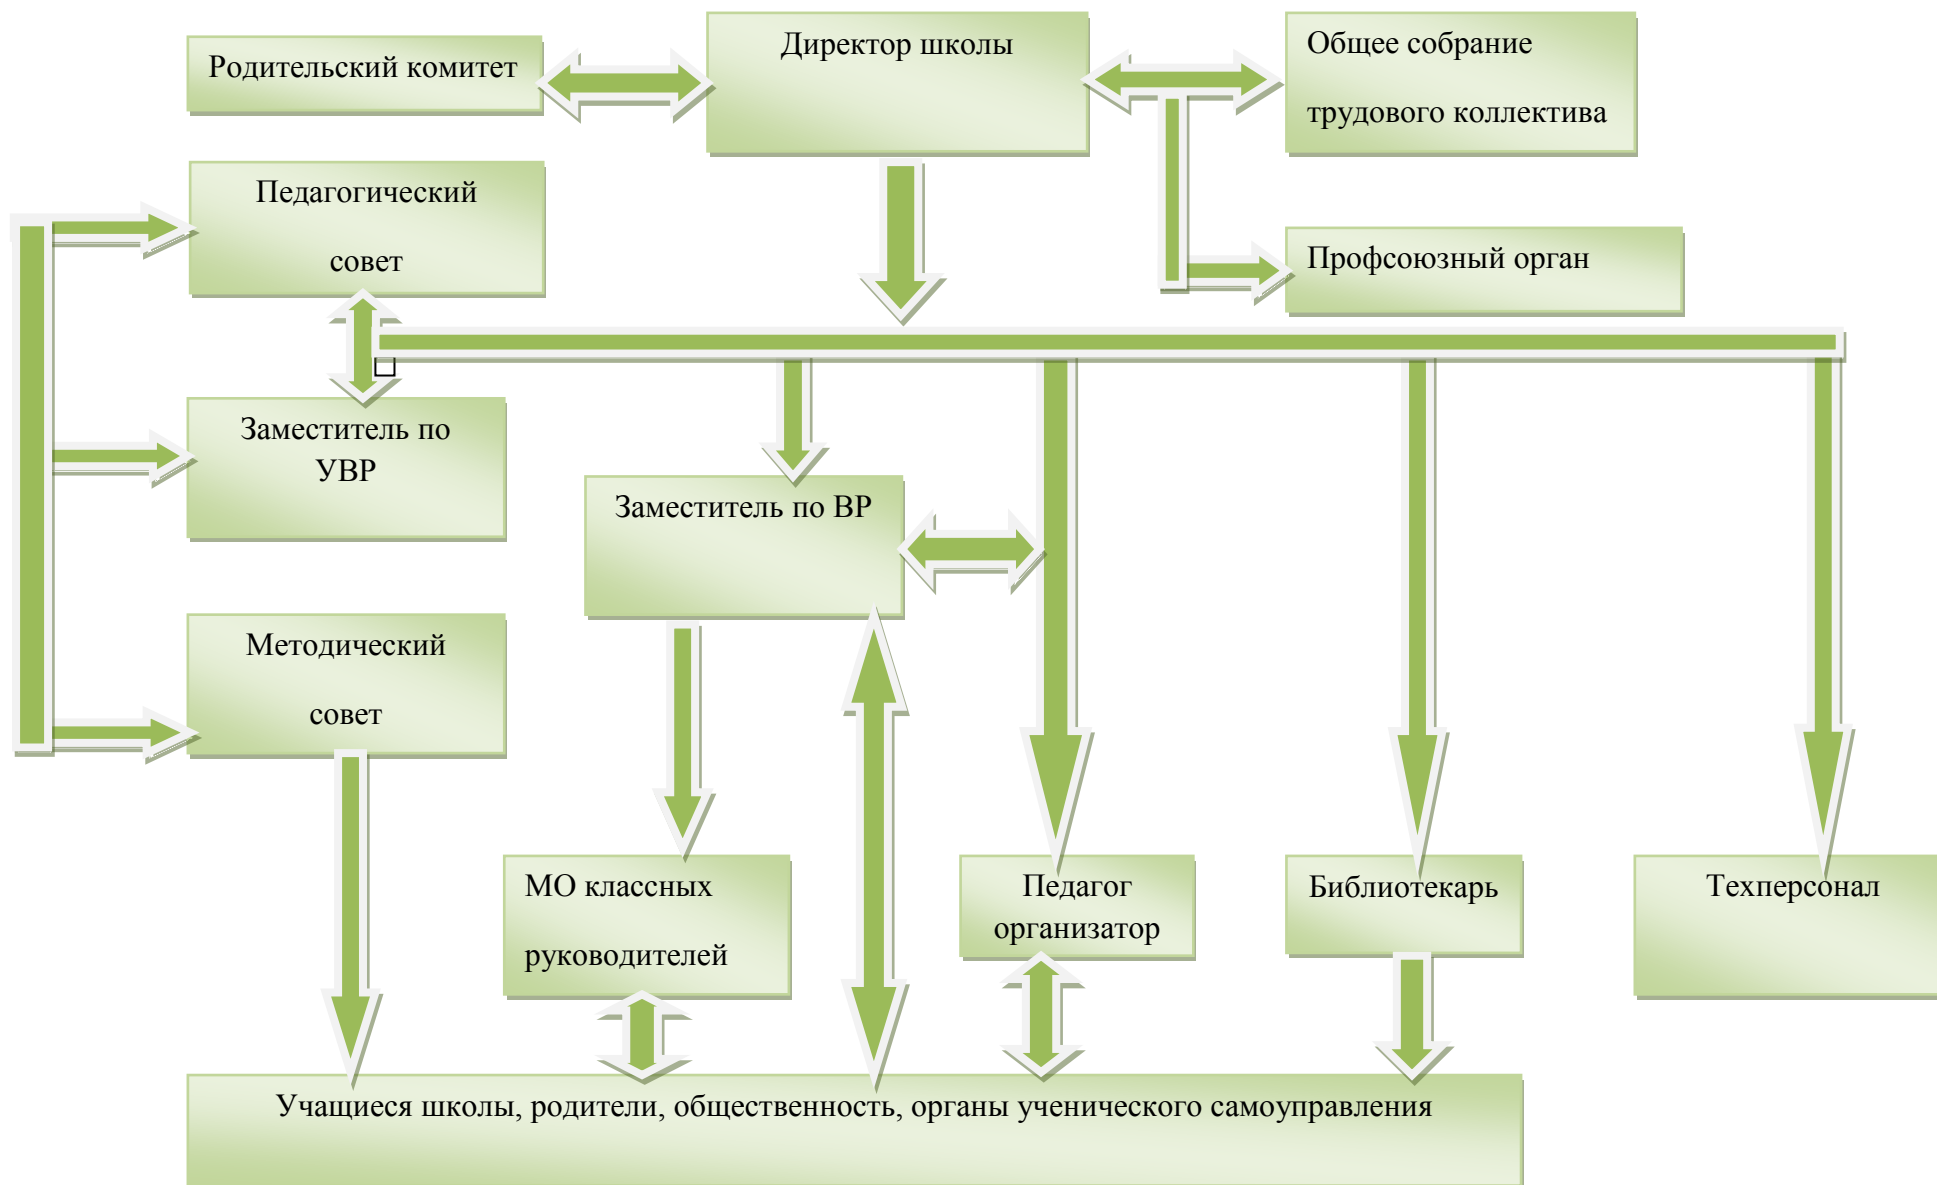 Директор школы
Родительский комитет
Общее собрание
трудового коллектива
Педагогический
совет
Профсоюзный орган
Заместитель по
УВР
Заместитель по ВР
Методический
совет
МО классных
руководителей
Педагог
организатор
Библиотекарь
Техперсонал
Учащиеся школы, родители, общественность, органы ученического самоуправления